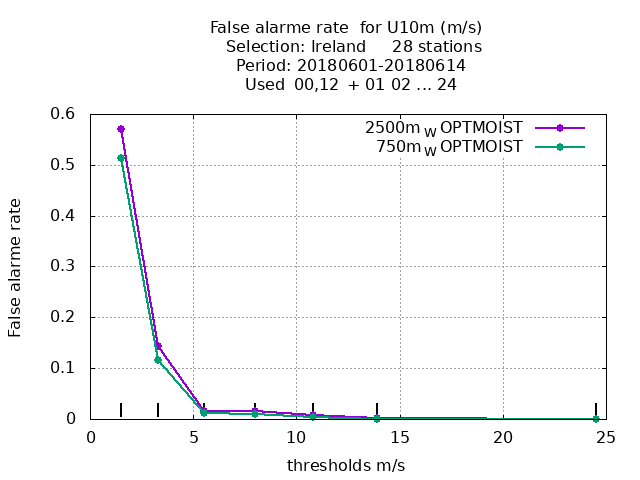 False alarme rate  for U10m (m/s)
Selection: Ireland     28 stations
Period: 20180601-20180614
Used  00,12  + 01 02 ... 24
2500m_W OPTMOIST
750m_W OPTMOIST
False alarme rate
0.6
0.5
0.4
0.3
0.2
0.1
0
0 5 10 15 20 25
thresholds m/s